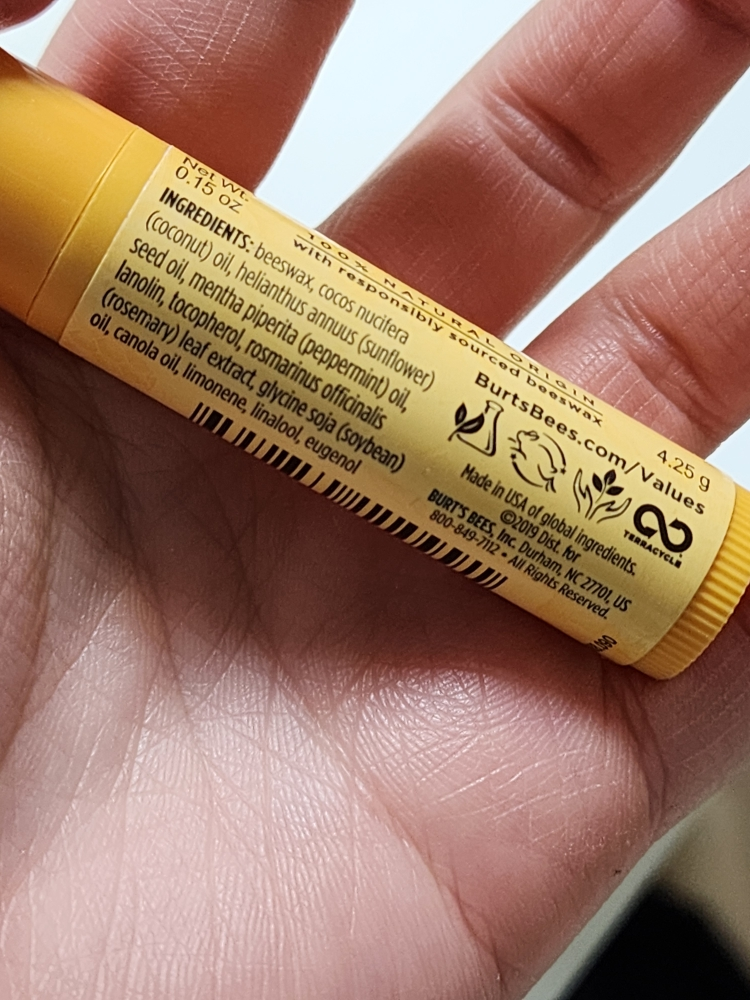 Net Wt.
0.15 oz
INGREDIENTS: beeswax, cocos nucifera
(coconut) oil, helianthus annuus (sunflower)
seed oil, mentha piperita (peppermint) oil,
lanolin, tocopherol, rosmarinus officinalis
(rosemary) leaf extract, glycine soja (soybean)
oil, canola oil, limonene, linalool, eugenol
100% NATURAL ORIGIN
with responsibly sourced beeswax
BurtsBees.com/Values
4.25 g
TERRACYCLE
Made in USA of global ingredients.
©2019 Dist. for
BURT'S BEES, Inc. Durham, NC 27701, US
800-849-7112 • All Rights Reserved.